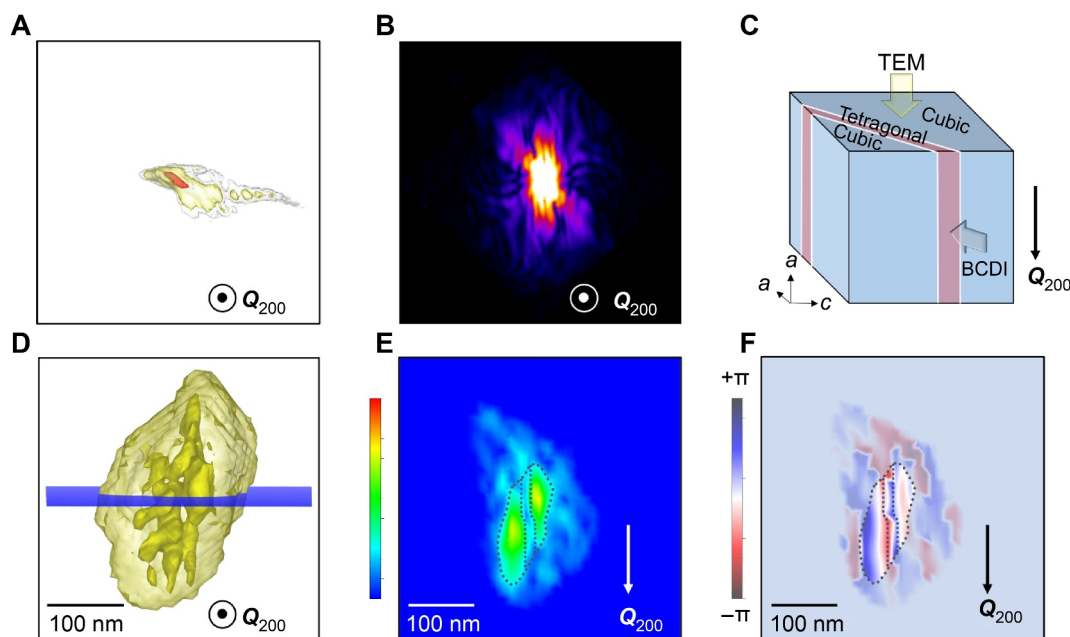 A
Q200
B
Q200
C
TEM
Cubic
Tetragonal
Cubic
BCDI
Q200
a
a
c
D
100 nm
Q200
E
100 nm
Q200
F
+π
−π
100 nm
Q200